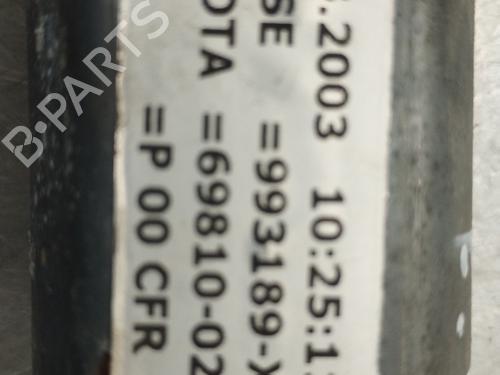 .2003 10:25:1
SE =993189-X
OTA =69810-02
=P 00 CFR
B-PARTS